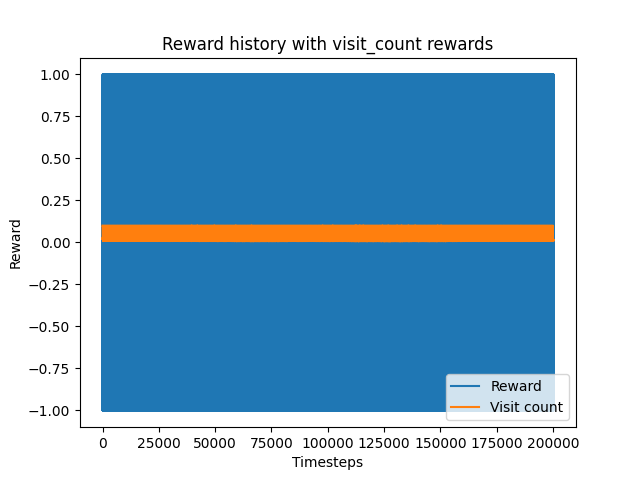 Reward history with visit_count rewards
1.00
0.75
0.50
0.25
0.00
−0.25
−0.50
−0.75
−1.00
Reward
Reward
Visit count
0 25000 50000 75000 100000 125000 150000 175000 200000
Timesteps